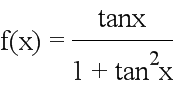 f(x) = tanx / (1 + tan²x)